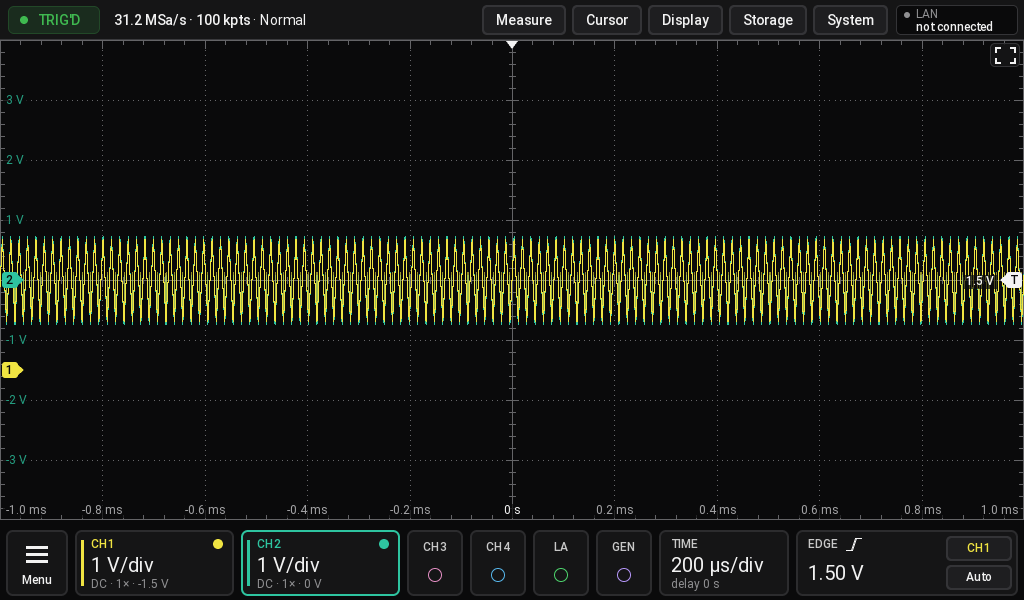 TRIG'D
31.2 MSa/s · 100 kpts · Normal
Measure
Cursor
Display
Storage
System
LAN
not connected
3 V
2 V
1 V
2
1.5 V
T
-1 V
1
-2 V
-3 V
-1.0 ms
-0.8 ms
-0.6 ms
-0.4 ms
-0.2 ms
0 s
0.2 ms
0.4 ms
0.6 ms
0.8 ms
1.0 ms
Menu
CH1
1 V/div
DC · 1× · -1.5 V
CH2
1 V/div
DC · 1× · 0 V
CH3
CH4
LA
GEN
TIME
200 µs/div
delay 0 s
EDGE
1.50 V
CH1
Auto